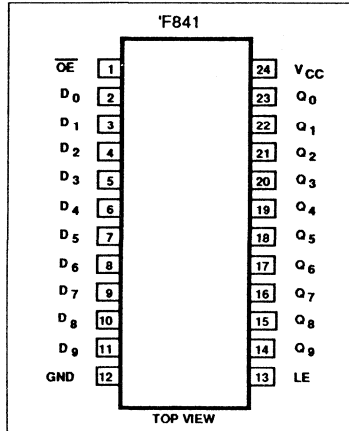 'F841
OE 1 24 VCC
D0 2 23 Q0
D1 3 22 Q1
D2 4 21 Q2
D3 5 20 Q3
D4 6 19 Q4
D5 7 18 Q5
D6 8 17 Q6
D7 9 16 Q7
D8 10 15 Q8
D9 11 14 Q9
GND 12 13 LE
TOP VIEW